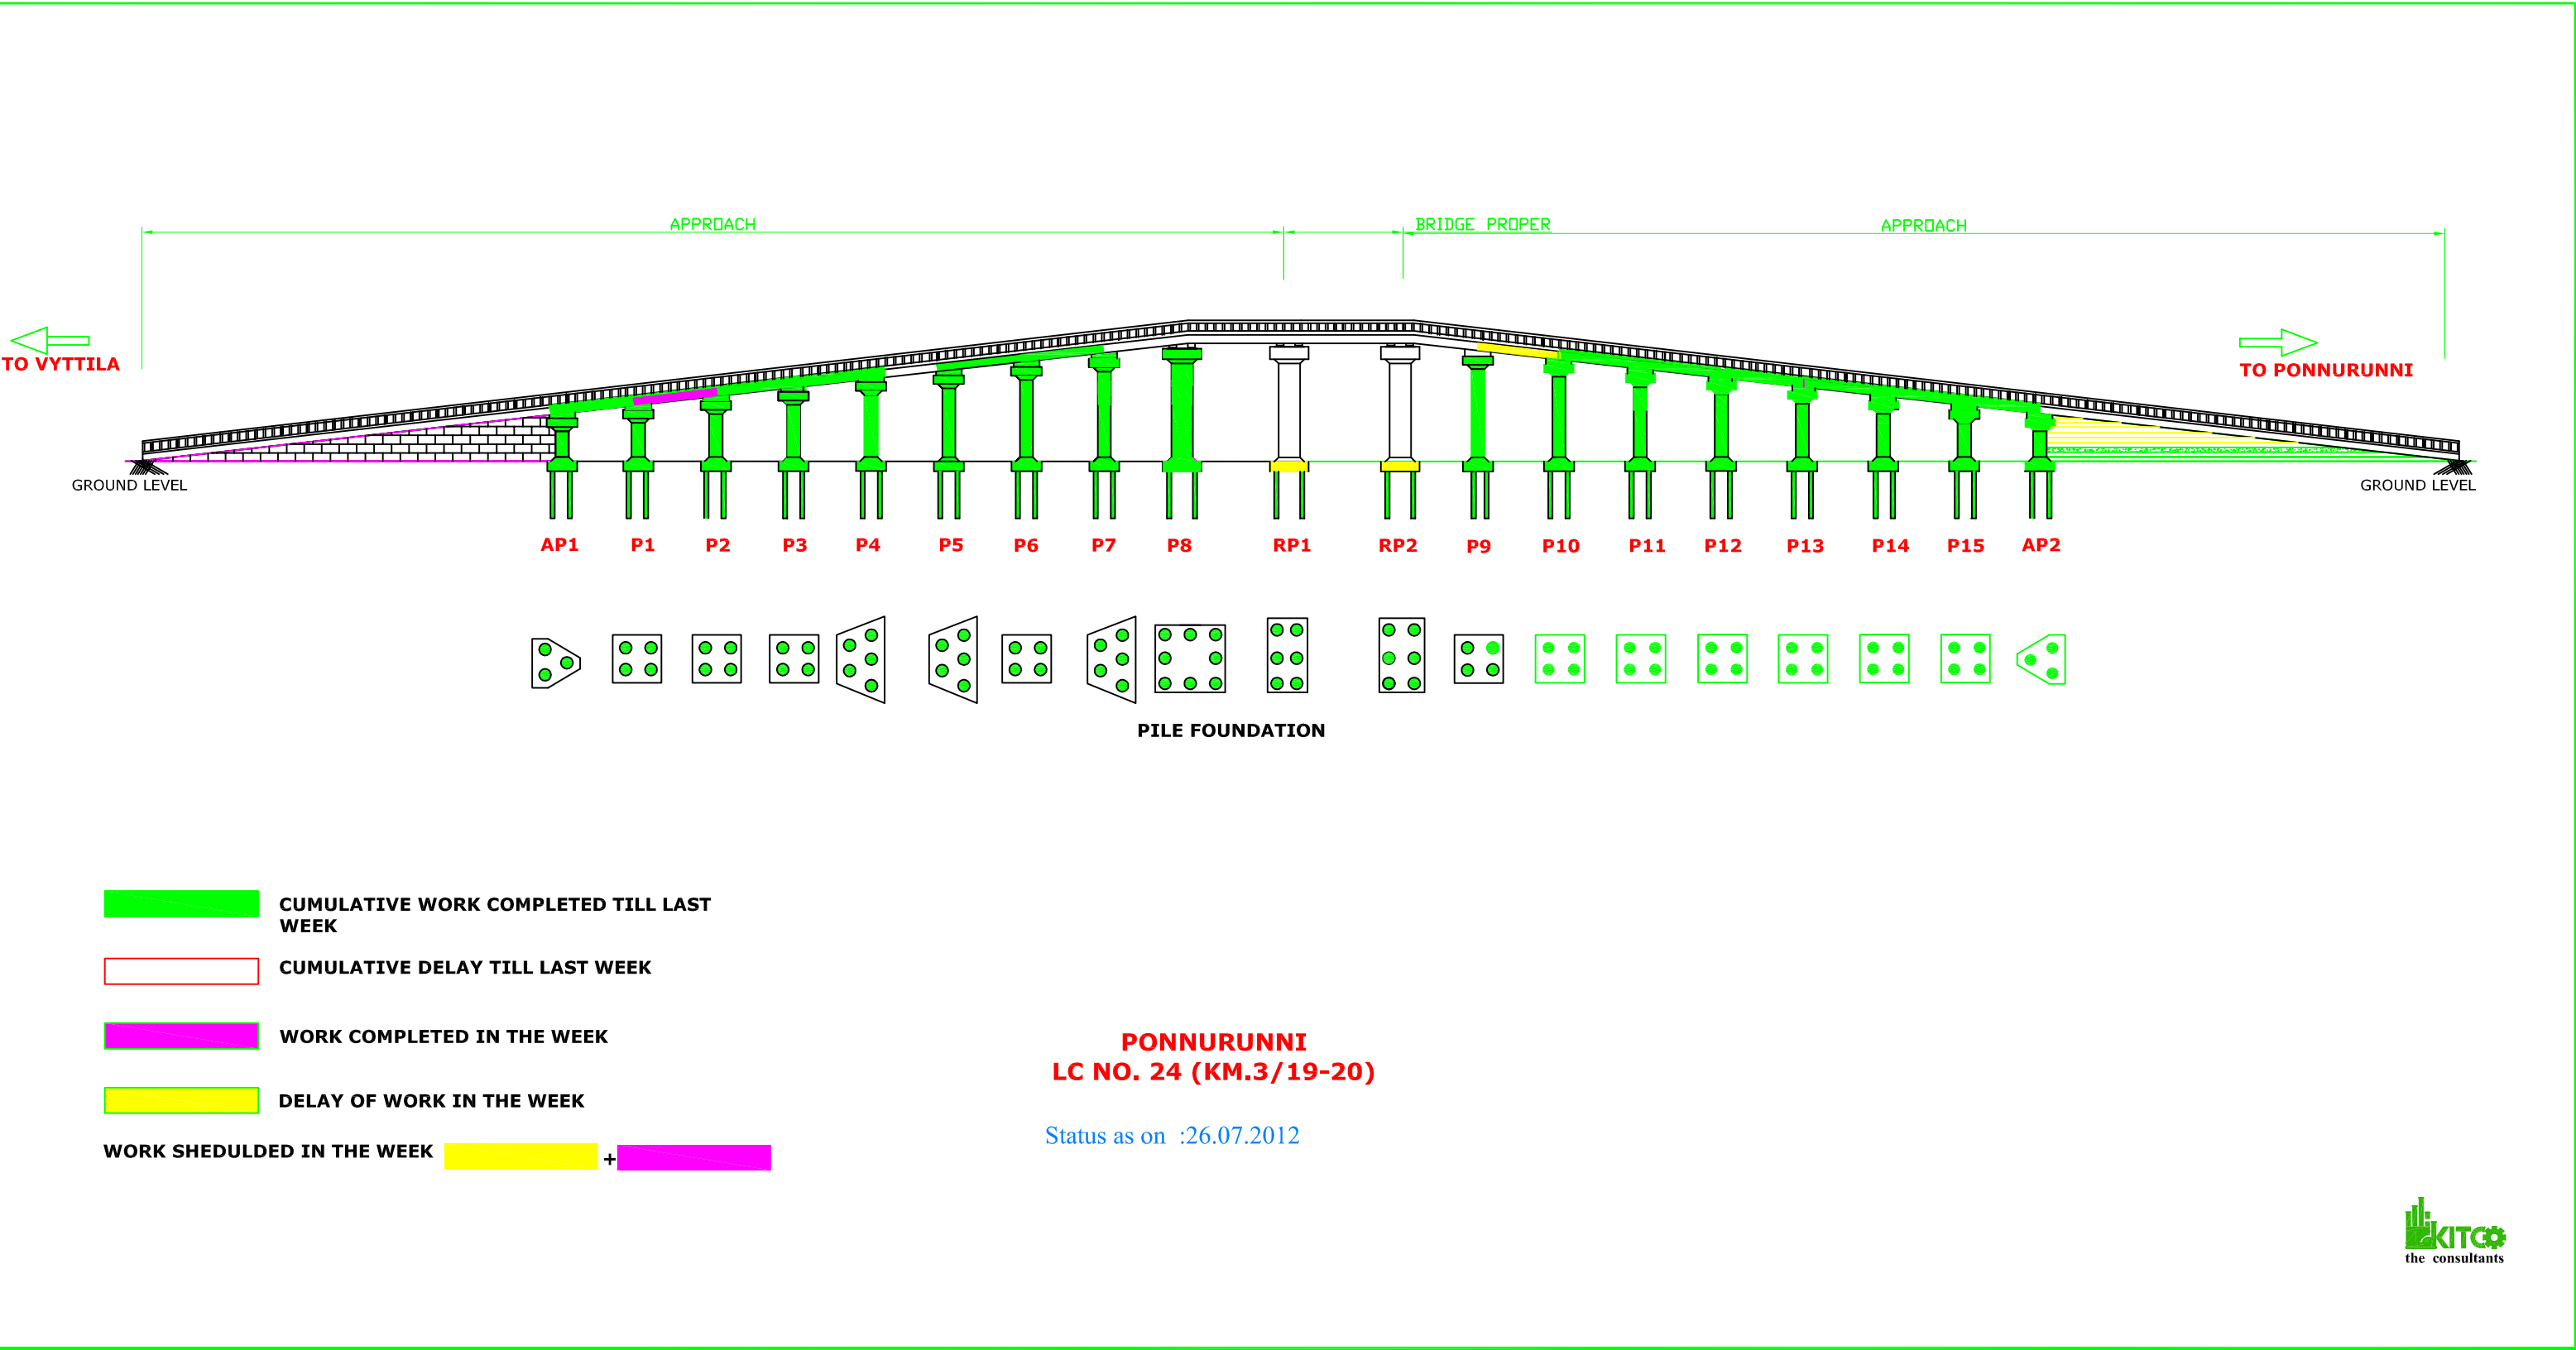 APPROACH
BRIDGE PROPER
APPROACH
TO VYTTILA
TO PONNURUNNI
GROUND LEVEL
GROUND LEVEL
AP1 P1 P2 P3 P4 P5 P6 P7 P8 RP1 RP2 P9 P10 P11 P12 P13 P14 P15 AP2
PILE FOUNDATION
CUMULATIVE WORK COMPLETED TILL LAST
WEEK
CUMULATIVE DELAY TILL LAST WEEK
WORK COMPLETED IN THE WEEK
DELAY OF WORK IN THE WEEK
WORK SHEDULDED IN THE WEEK +
PONNURUNNI
LC NO. 24 (KM.3/19-20)
Status as on :26.07.2012
KITCO
the consultants